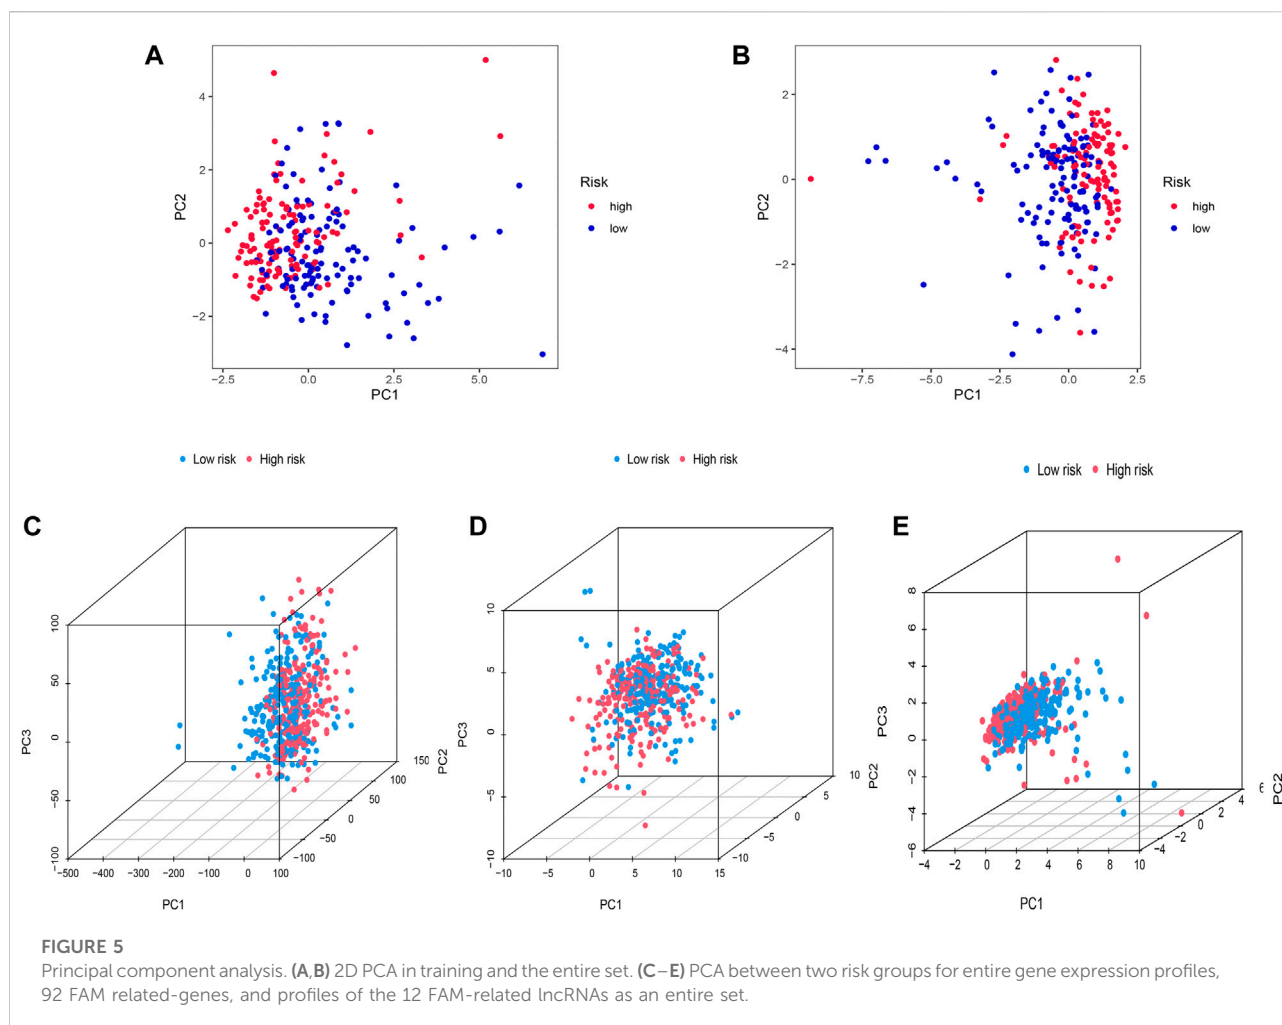 A
4
2
0
−2
PC2
−2.5
0.0
2.5
5.0
PC1
Risk
high
low
B
2
0
−2
−4
PC2
−7.5
−5.0
−2.5
0.0
2.5
PC1
Risk
high
low
Low risk High risk
C
100
50
0
−50
−100
PC3
−500
−400
−300
−200
−100
0
100
PC1
−100
−50
0
50
100
150
PC2
Low risk High risk
D
10
5
0
−5
−10
PC3
−10
−5
0
5
10
15
PC1
−10
−5
0
5
10
PC2
Low risk High risk
E
8
6
4
2
0
−2
−4
−6
PC3
−4
−2
0
2
4
6
8
10
PC1
−4
−2
0
2
4
6
PC2
FIGURE 5
Principal component analysis. (A,B) 2D PCA in training and the entire set. (C–E) PCA between two risk groups for entire gene expression profiles,
92 FAM related-genes, and profiles of the 12 FAM-related lncRNAs as an entire set.